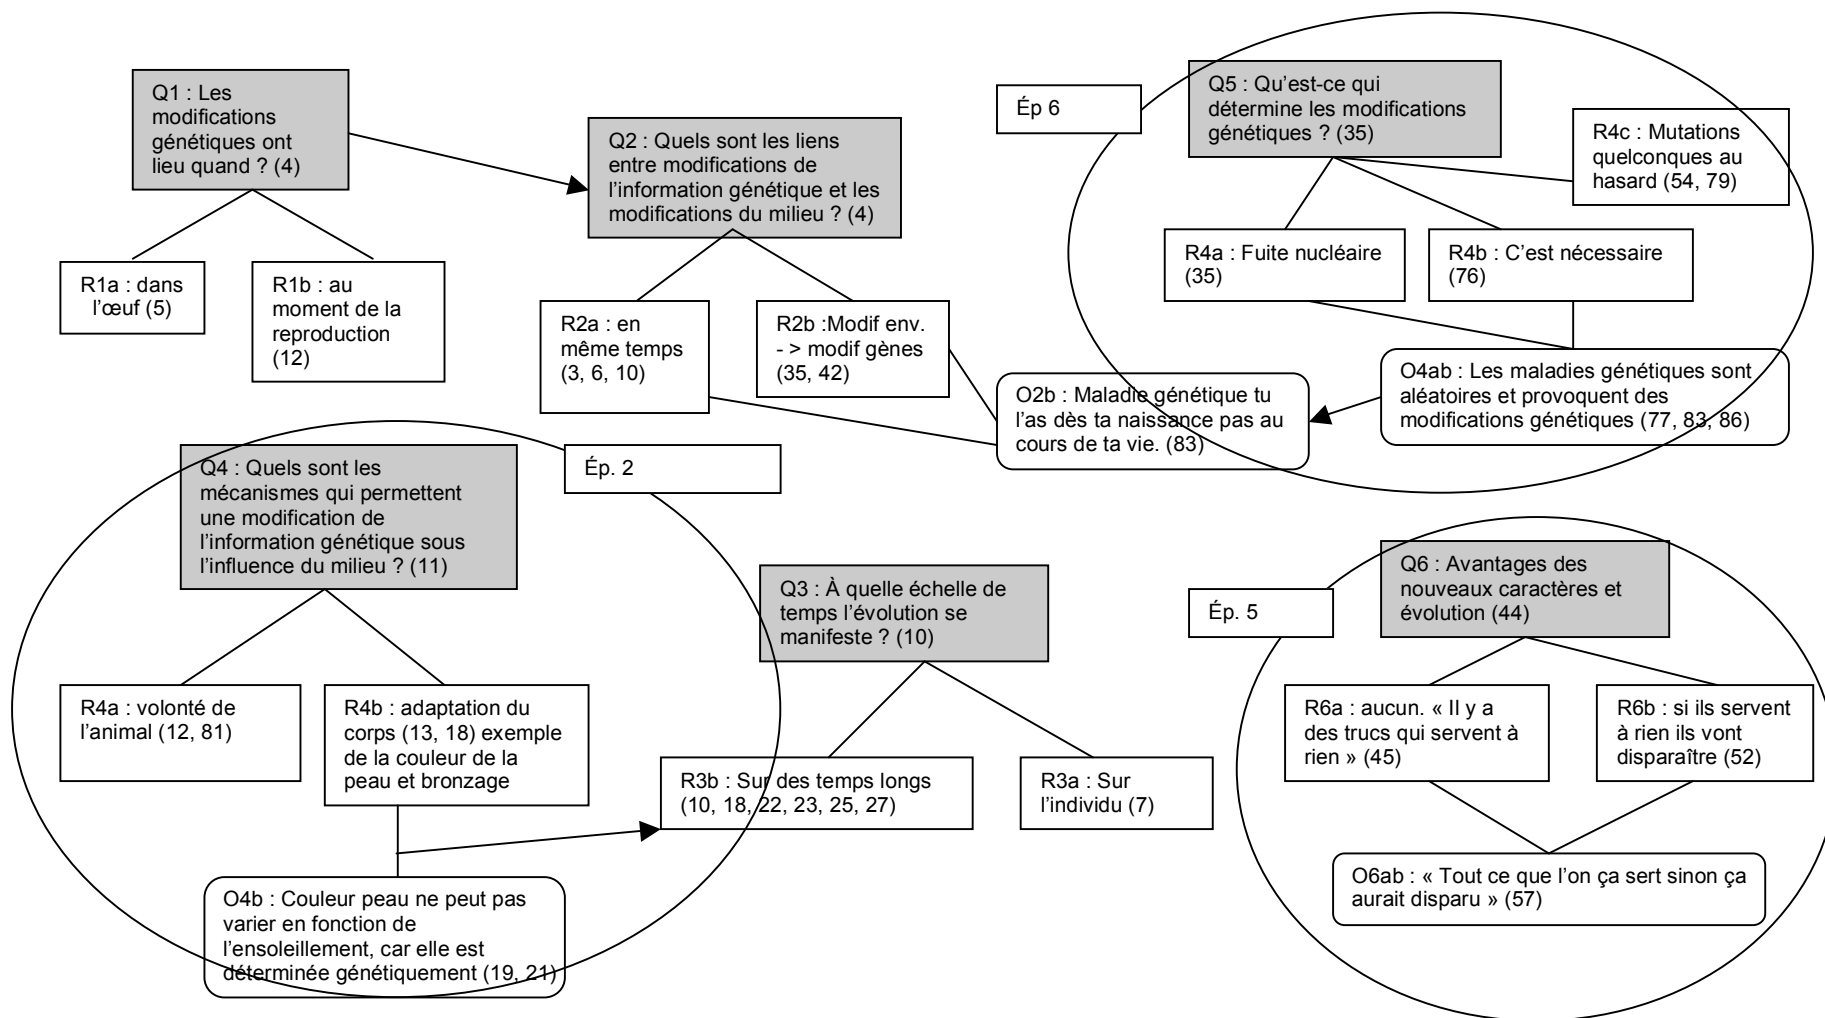 Q1 : Les
modifications
génétiques ont
lieu quand ? (4)
R1a : dans
l'œuf (5)
R1b : au
moment de la
reproduction
(12)
Q2 : Quels sont les liens
entre modifications de
l'information génétique et les
modifications du milieu ? (4)
R2a : en
même temps
(3, 6, 10)
R2b :Modif env.
- > modif gènes
(35, 42)
O2b : Maladie génétique tu
l'as dès ta naissance pas au
cours de ta vie. (83)
Ép 6
Q5 : Qu'est-ce qui
détermine les modifications
génétiques ? (35)
R4c : Mutations
quelconques au
hasard (54, 79)
R4a : Fuite nucléaire
(35)
R4b : C'est nécessaire
(76)
O4ab : Les maladies génétiques sont
aléatoires et provoquent des
modifications génétiques (77, 83, 86)
Ép. 2
Q4 : Quels sont les
mécanismes qui permettent
une modification de
l'information génétique sous
l'influence du milieu ? (11)
R4a : volonté de
l'animal (12, 81)
R4b : adaptation du
corps (13, 18) exemple
de la couleur de la
peau et bronzage
O4b : Couleur peau ne peut pas
varier en fonction de
l'ensoleillement, car elle est
déterminée génétiquement (19, 21)
Q3 : À quelle échelle de
temps l'évolution se
manifeste ? (10)
R3b : Sur des temps longs
(10, 18, 22, 23, 25, 27)
R3a : Sur
l'individu (7)
Ép. 5
Q6 : Avantages des
nouveaux caractères et
évolution (44)
R6a : aucun. « Il y a
des trucs qui servent à
rien » (45)
R6b : si ils servent
à rien ils vont
disparaître (52)
O6ab : « Tout ce que l'on ça sert sinon ça
aurait disparu » (57)